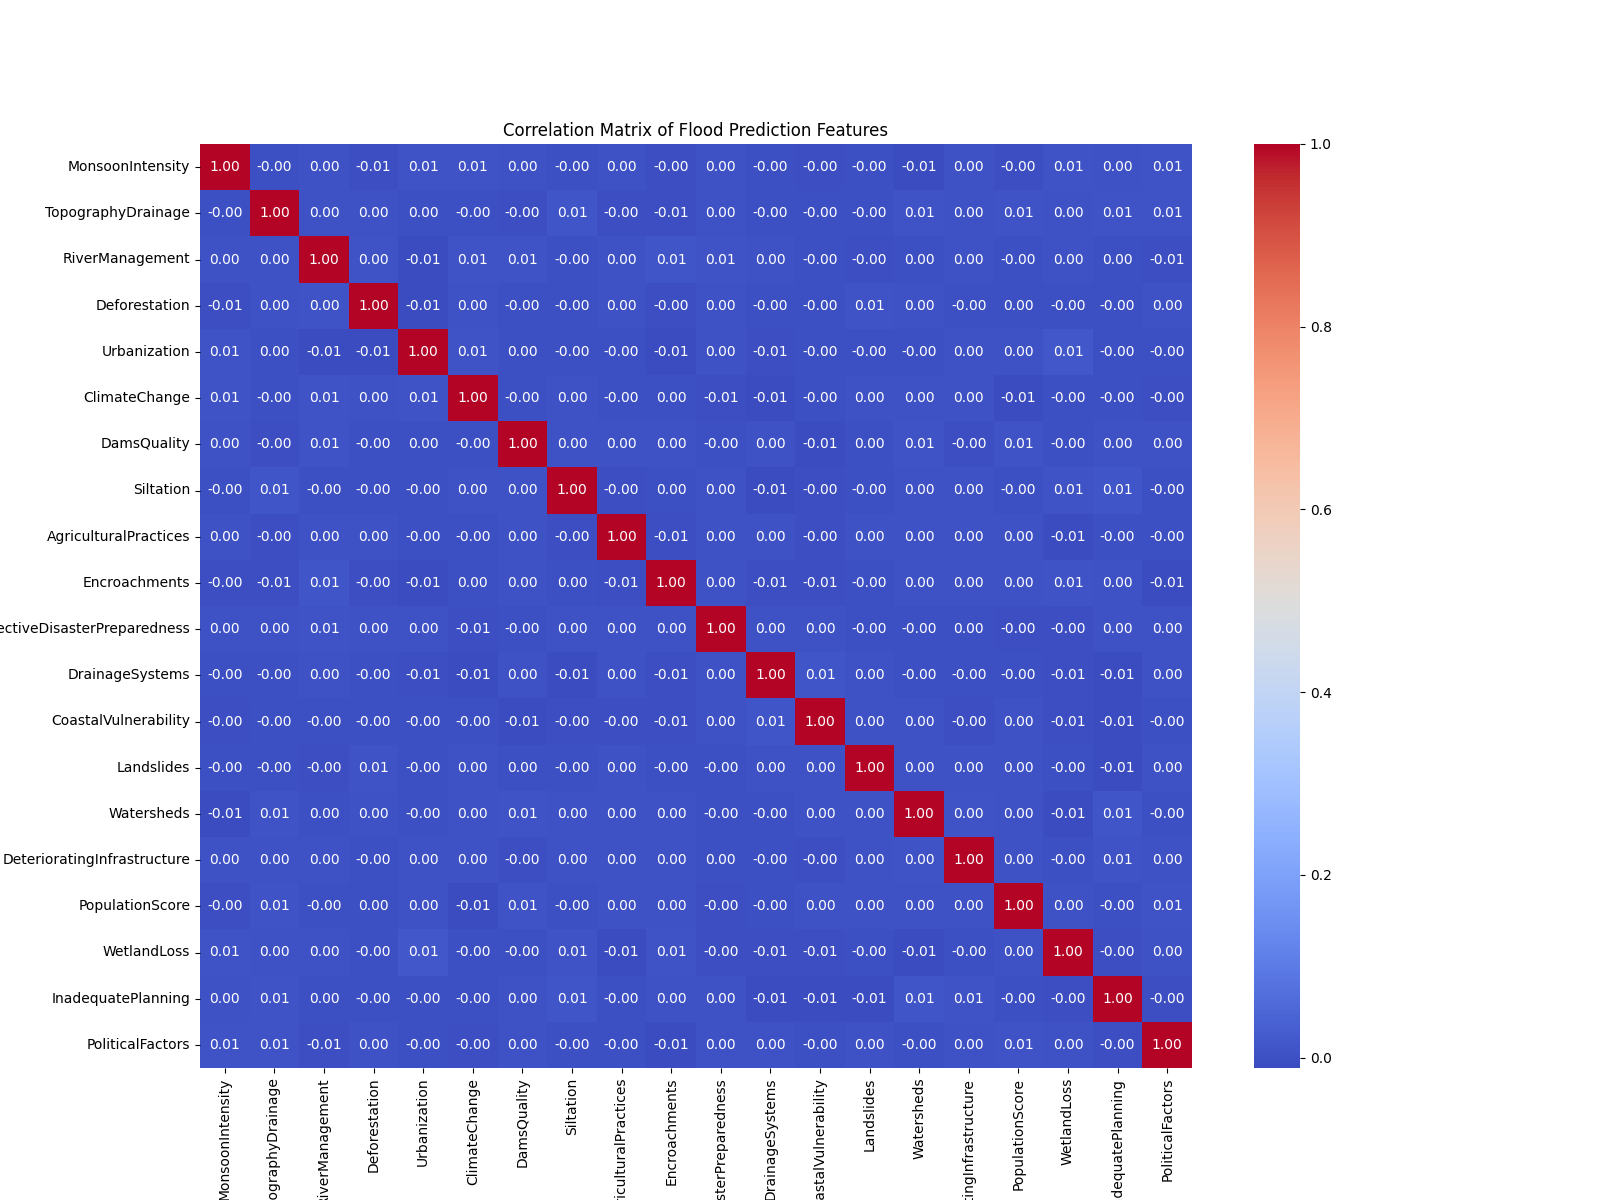 Correlation Matrix of Flood Prediction Features
MonsoonIntensity 1.00 -0.00 0.00 -0.01 0.01 0.01 0.00 -0.00 0.00 -0.00 0.00 -0.00 -0.00 -0.00 -0.01 0.00 -0.00 0.01 0.00 0.01
TopographyDrainage -0.00 1.00 0.00 0.00 0.00 -0.00 -0.00 0.01 -0.00 -0.01 0.00 -0.00 -0.00 -0.00 0.01 0.00 0.01 0.00 0.01 0.01
RiverManagement 0.00 0.00 1.00 0.00 -0.01 0.01 0.01 -0.00 0.00 0.01 0.01 0.00 -0.00 -0.00 0.00 0.00 -0.00 0.00 0.00 -0.01
Deforestation -0.01 0.00 0.00 1.00 -0.01 0.00 -0.00 -0.00 0.00 -0.00 0.00 -0.00 -0.00 0.01 0.00 -0.00 0.00 -0.00 -0.00 0.00
Urbanization 0.01 0.00 -0.01 -0.01 1.00 0.01 0.00 -0.00 -0.00 -0.01 0.00 -0.01 -0.00 -0.00 -0.00 0.00 0.00 0.01 -0.00 -0.00
ClimateChange 0.01 -0.00 0.01 0.00 0.01 1.00 -0.00 0.00 -0.00 0.00 -0.01 -0.01 -0.00 0.00 0.00 0.00 -0.01 0.00 -0.00 -0.00
DamsQuality 0.00 -0.00 0.01 -0.00 0.00 -0.00 1.00 0.00 0.00 0.00 -0.00 0.00 -0.01 0.00 0.01 -0.00 0.01 -0.00 0.00 0.00
Siltation -0.00 0.01 -0.00 -0.00 -0.00 0.00 0.00 1.00 -0.00 0.00 0.00 -0.01 -0.00 -0.00 0.00 0.00 -0.00 0.01 0.01 -0.00
AgriculturalPractices 0.00 -0.00 0.00 0.00 -0.00 -0.00 0.00 -0.00 1.00 -0.01 0.00 0.00 -0.00 0.00 0.00 0.00 0.00 -0.01 -0.00 -0.00
Encroachments -0.00 -0.01 0.01 -0.00 -0.01 0.00 0.00 0.00 -0.01 1.00 0.00 -0.01 -0.01 -0.00 0.00 0.00 0.00 0.01 0.00 -0.01
ectiveDisasterPreparedness 0.00 0.00 0.01 0.00 0.00 -0.01 -0.00 0.00 0.00 0.00 1.00 0.00 0.00 -0.00 -0.00 0.00 -0.00 -0.00 0.00 0.00
DrainageSystems -0.00 -0.00 0.00 -0.00 -0.01 -0.01 0.00 -0.01 0.00 -0.01 0.00 1.00 0.01 0.00 -0.00 -0.00 -0.00 -0.01 -0.01 0.00
CoastalVulnerability -0.00 -0.00 -0.00 -0.00 -0.00 -0.00 -0.01 -0.00 -0.00 -0.01 0.00 0.01 1.00 0.00 0.00 -0.00 0.00 -0.01 -0.01 -0.00
Landslides -0.00 -0.00 -0.00 0.01 -0.00 0.00 0.00 -0.00 0.00 -0.00 -0.00 0.00 0.00 1.00 0.00 0.00 0.00 -0.00 -0.01 0.00
Watersheds -0.01 0.01 0.00 0.00 -0.00 0.00 0.01 0.00 0.00 0.00 -0.00 -0.00 0.00 0.00 1.00 0.00 0.00 -0.01 0.01 -0.00
DeterioratingInfrastructure 0.00 0.00 0.00 -0.00 0.00 0.00 -0.00 0.00 0.00 0.00 0.00 -0.00 -0.00 0.00 0.00 1.00 0.00 -0.00 0.01 0.00
PopulationScore -0.00 0.01 -0.00 0.00 0.00 -0.01 0.01 -0.00 0.00 0.00 -0.00 -0.00 0.00 0.00 0.00 0.00 1.00 0.00 -0.00 0.01
WetlandLoss 0.01 0.00 0.00 -0.00 0.01 0.00 -0.00 0.01 -0.01 0.01 -0.00 -0.01 -0.01 -0.00 -0.01 -0.00 0.00 1.00 -0.00 0.00
InadequatePlanning 0.00 0.01 0.00 -0.00 -0.00 -0.00 0.00 0.01 -0.00 0.00 0.00 -0.01 -0.01 -0.01 0.01 0.01 -0.00 -0.00 1.00 -0.00
PoliticalFactors 0.01 0.01 -0.01 0.00 -0.00 -0.00 0.00 -0.00 -0.00 -0.01 0.00 0.00 -0.00 0.00 -0.00 0.00 0.01 0.00 -0.00 1.00
MonsoonIntensity
ographyDrainage
iverManagement
Deforestation
Urbanization
ClimateChange
DamsQuality
Siltation
riculturalPractices
Encroachments
sterPreparedness
DrainageSystems
astalVulnerability
Landslides
Watersheds
ingInfrastructure
PopulationScore
WetlandLoss
dequatePlanning
PoliticalFactors
1.0
0.8
0.6
0.4
0.2
0.0